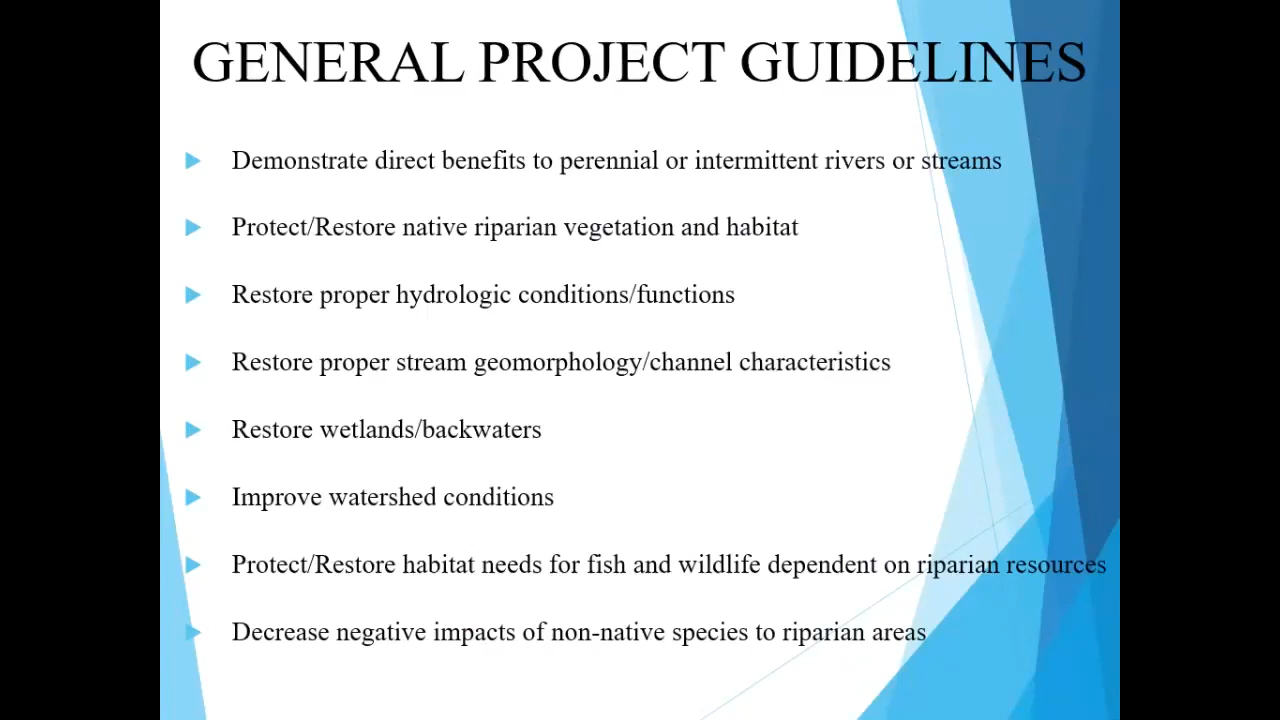 GENERAL PROJECT GUIDELINES
Demonstrate direct benefits to perennial or intermittent rivers or streams
Protect/Restore native riparian vegetation and habitat
Restore proper hydrologic conditions/functions
Restore proper stream geomorphology/channel characteristics
Restore wetlands/backwaters
Improve watershed conditions
Protect/Restore habitat needs for fish and wildlife dependent on riparian resources
Decrease negative impacts of non-native species to riparian areas